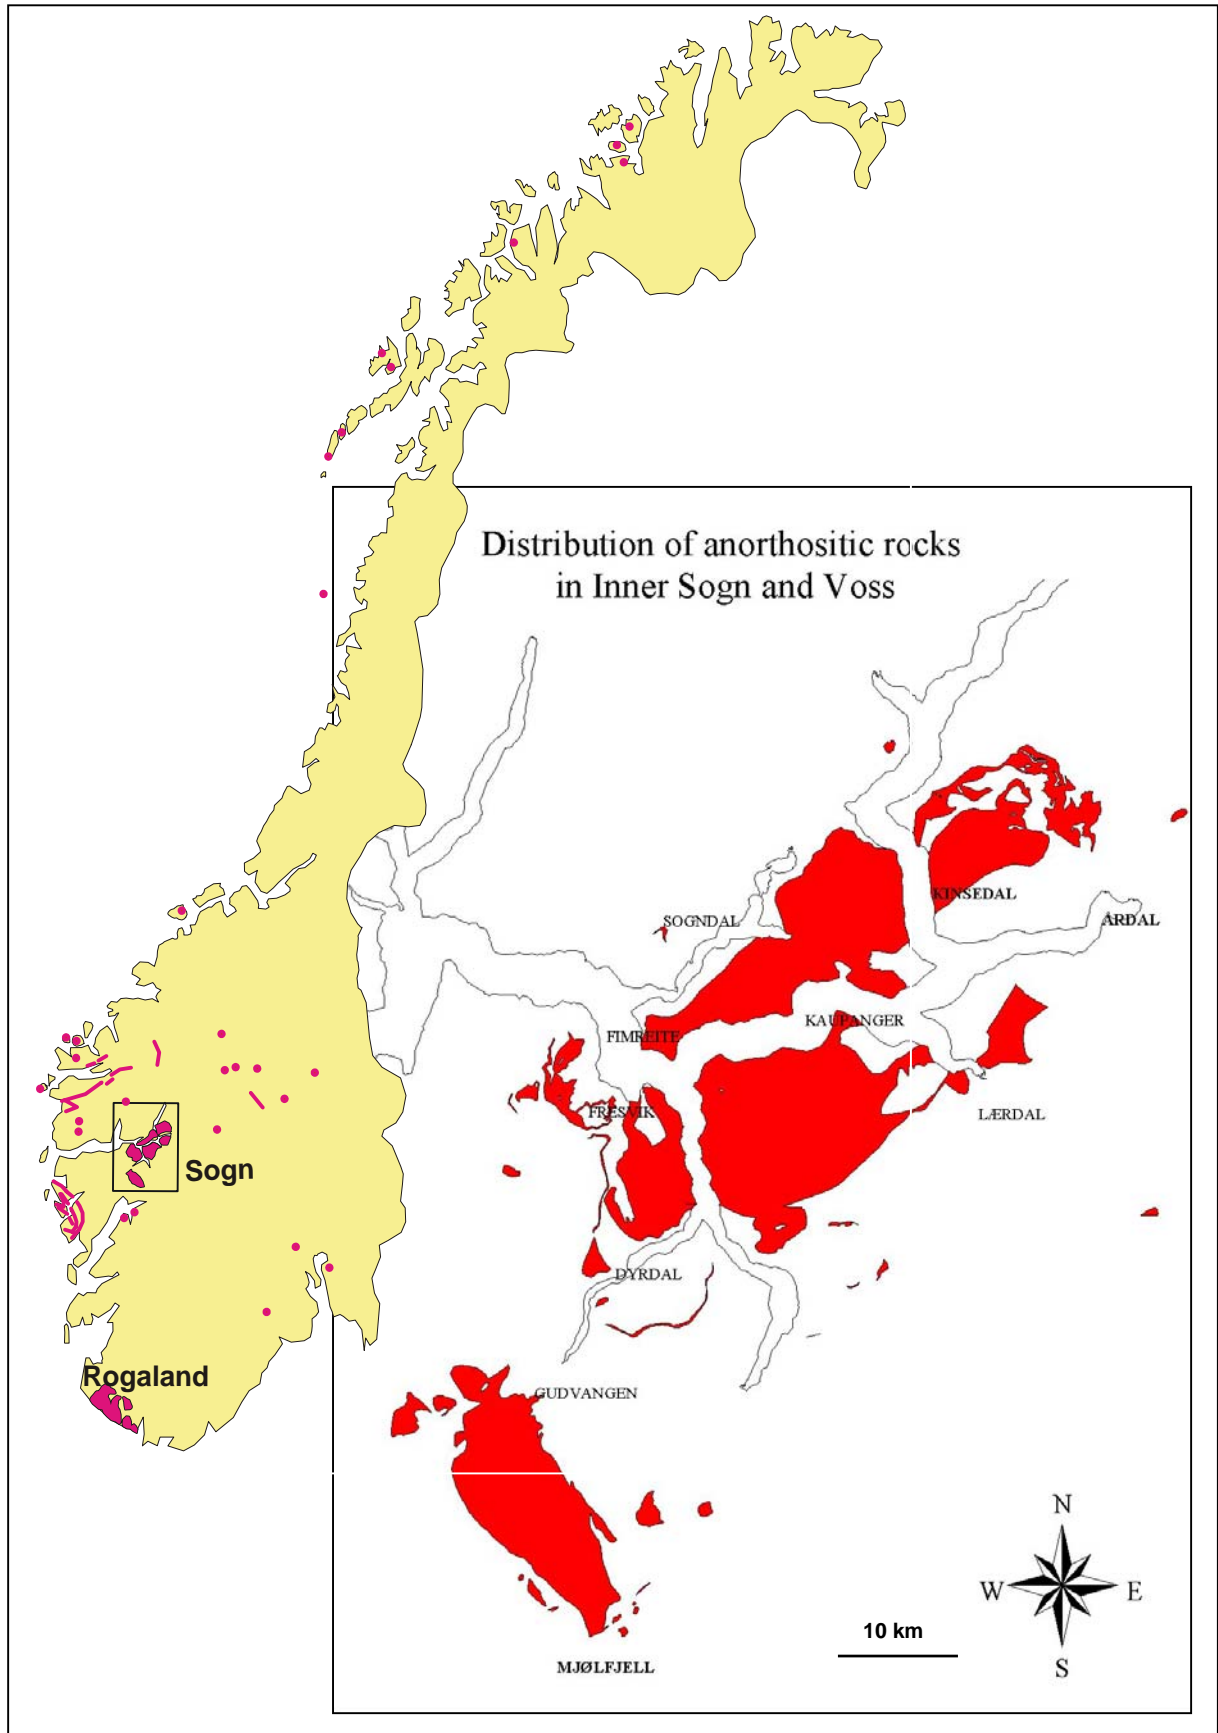 Distribution of anorthositic rocks
in Inner Sogn and Voss
KINSEDAL
SOGNDAL
ÅRDAL
KAUPANGER
FIMREITE
FRESVIK
LÆRDAL
Sogn
DYRDAL
Rogaland
GUDVANGEN
N
W
E
S
10 km
MJØLFJELL